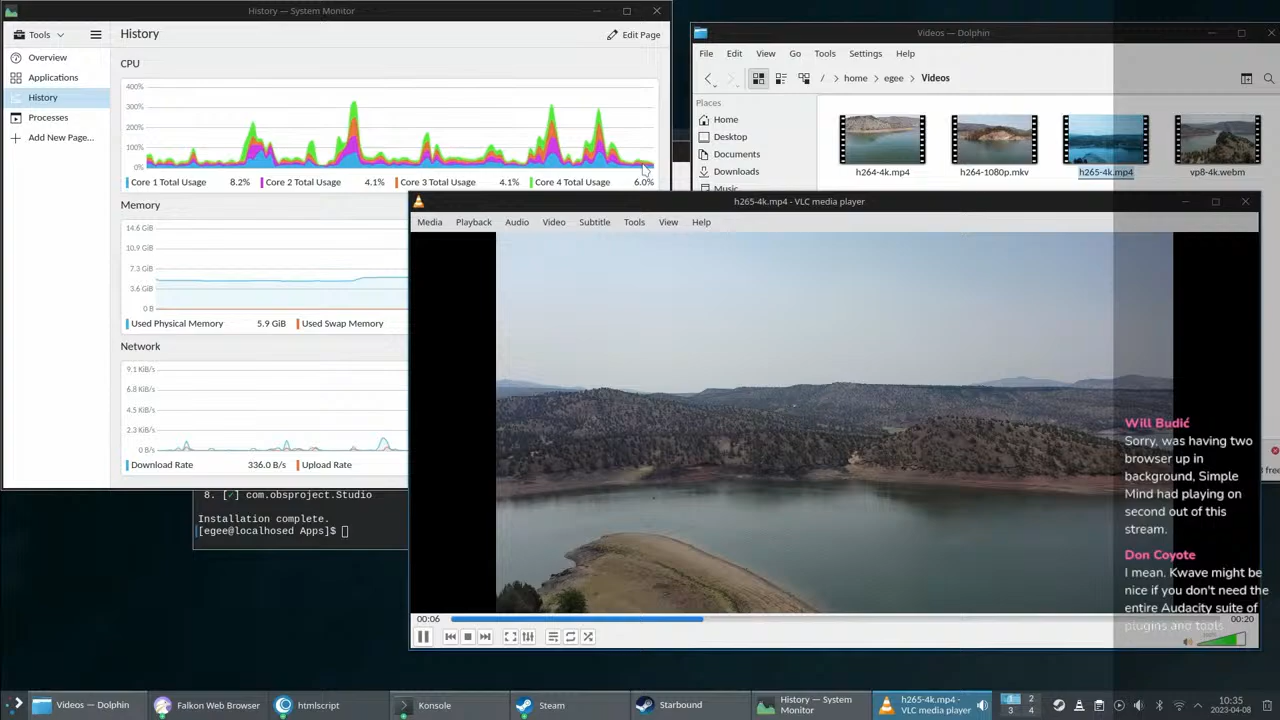 History — System Monitor
Tools
History
Edit Page
Overview
Applications
History
Processes
Add New Page...
CPU
400%
300%
200%
100%
0%
Core 1 Total Usage 8.2% Core 2 Total Usage 4.1% Core 3 Total Usage 4.1% Core 4 Total Usage 6.0%
Memory
14.6 GiB
10.9 GiB
7.3 GiB
3.6 GiB
0 B
Used Physical Memory 5.9 GiB Used Swap Memory
Network
9.1 KiB/s
6.8 KiB/s
4.5 KiB/s
2.3 KiB/s
0 B/s
Download Rate 336.0 B/s Upload Rate
8. [✓] com.obsproject.Studio
Installation complete.
[egee@localhosed Apps]$
Videos — Dolphin
File Edit View Go Tools Settings Help
/ > home > egee > Videos
Places
Home
Desktop
Documents
Downloads
Music
h264-4k.mp4 h264-1080p.mkv h265-4k.mp4 vp8-4k.webm
free
h265-4k.mp4 - VLC media player
Media Playback Audio Video Subtitle Tools View Help
00:06
00:20
Will Budić
Sorry, was having two
browser up in
background, Simple
Mind had playing on
second out of this
stream.
Don Coyote
I mean. Kwave might be
nice if you don't need the
entire Audacity suite of
plugins and tools
Videos — Dolphin
Falkon Web Browser
htmlscript
Konsole
Steam
Starbound
History — System
Monitor
h265-4k.mp4 -
VLC media player
1 2
3 4
10:35
2023-04-08